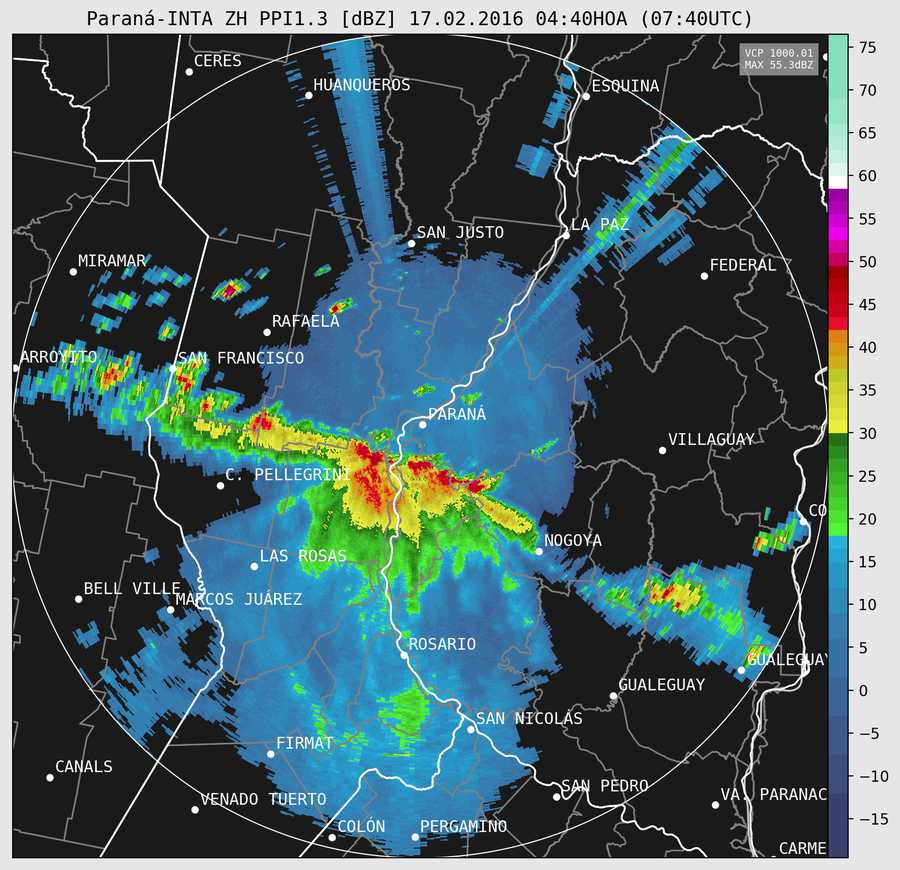 Paraná-INTA ZH PPI1.3 [dBZ] 17.02.2016 04:40HOA (07:40UTC)
VCP 1000.01
MAX 55.3dBZ
75
70
65
60
55
50
45
40
35
30
25
20
15
10
5
0
−5
−10
−15
CERES
HUANQUEROS
ESQUINA
LA PAZ
SAN JUSTO
MIRAMAR
FEDERAL
RAFAELA
ARROYITO
SAN FRANCISCO
PARANÁ
VILLAGUAY
C. PELLEGRINI
CO
NOGOYA
LAS ROSAS
BELL VILLE
MARCOS JUÁREZ
ROSARIO
GUALEGUAY
GUALEGUAY
SAN NICOLÁS
FIRMAT
CANALS
SAN PEDRO
VENADO TUERTO
VA. PARANAC
COLÓN
PERGAMINO
CARME